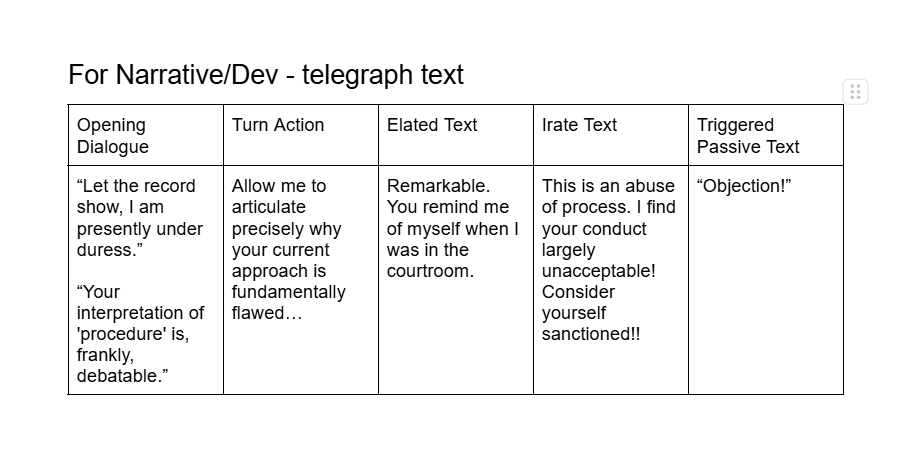 For Narrative/Dev - telegraph text
Opening
Dialogue
Turn Action
Elated Text
Irate Text
Triggered
Passive Text
“Let the record
show, I am
presently under
duress.”
“Your
interpretation of
'procedure' is,
frankly,
debatable.”
Allow me to
articulate
precisely why
your current
approach is
fundamentally
flawed…
Remarkable.
You remind me
of myself when I
was in the
courtroom.
This is an abuse
of process. I find
your conduct
largely
unacceptable!
Consider
yourself
sanctioned!!
“Objection!”